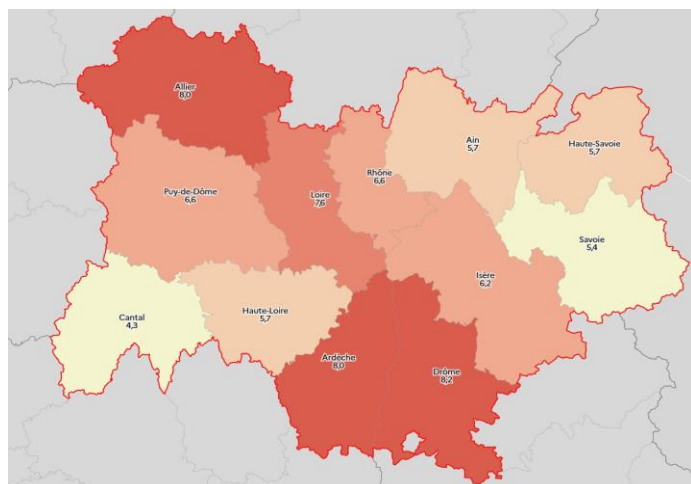 Allier
8,0
Ain
5,7
Haute-Savoie
5,7
Rhône
6,6
Puy-de-Dôme
6,6
Loire
7,6
Savoie
5,4
Isère
6,2
Haute-Loire
5,7
Cantal
4,3
Ardèche
8,0
Drôme
8,2